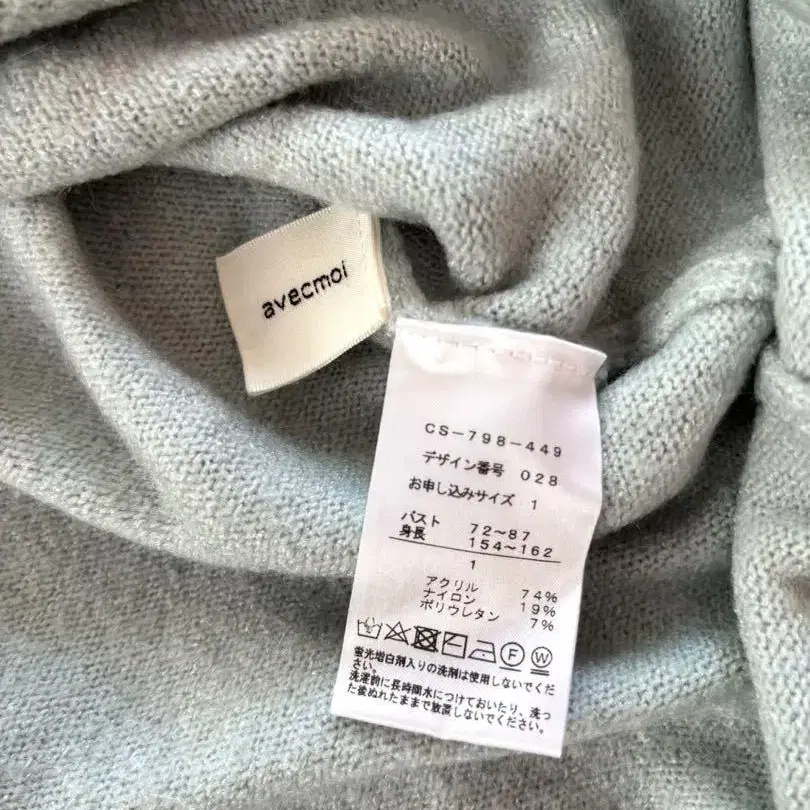 avecmoi
CS-798-449
デザイン番号 028
お申し込みサイズ 1
バスト 72~87
身長 154~162
1
アクリル 74%
ナイロン 19%
ポリウレタン 7%
F W
蛍光増白剤入りの洗剤は使用しないでくだ
さい。
洗濯前に長時間水につけておいたり、洗っ
た後ぬれたままで放置しないでください。